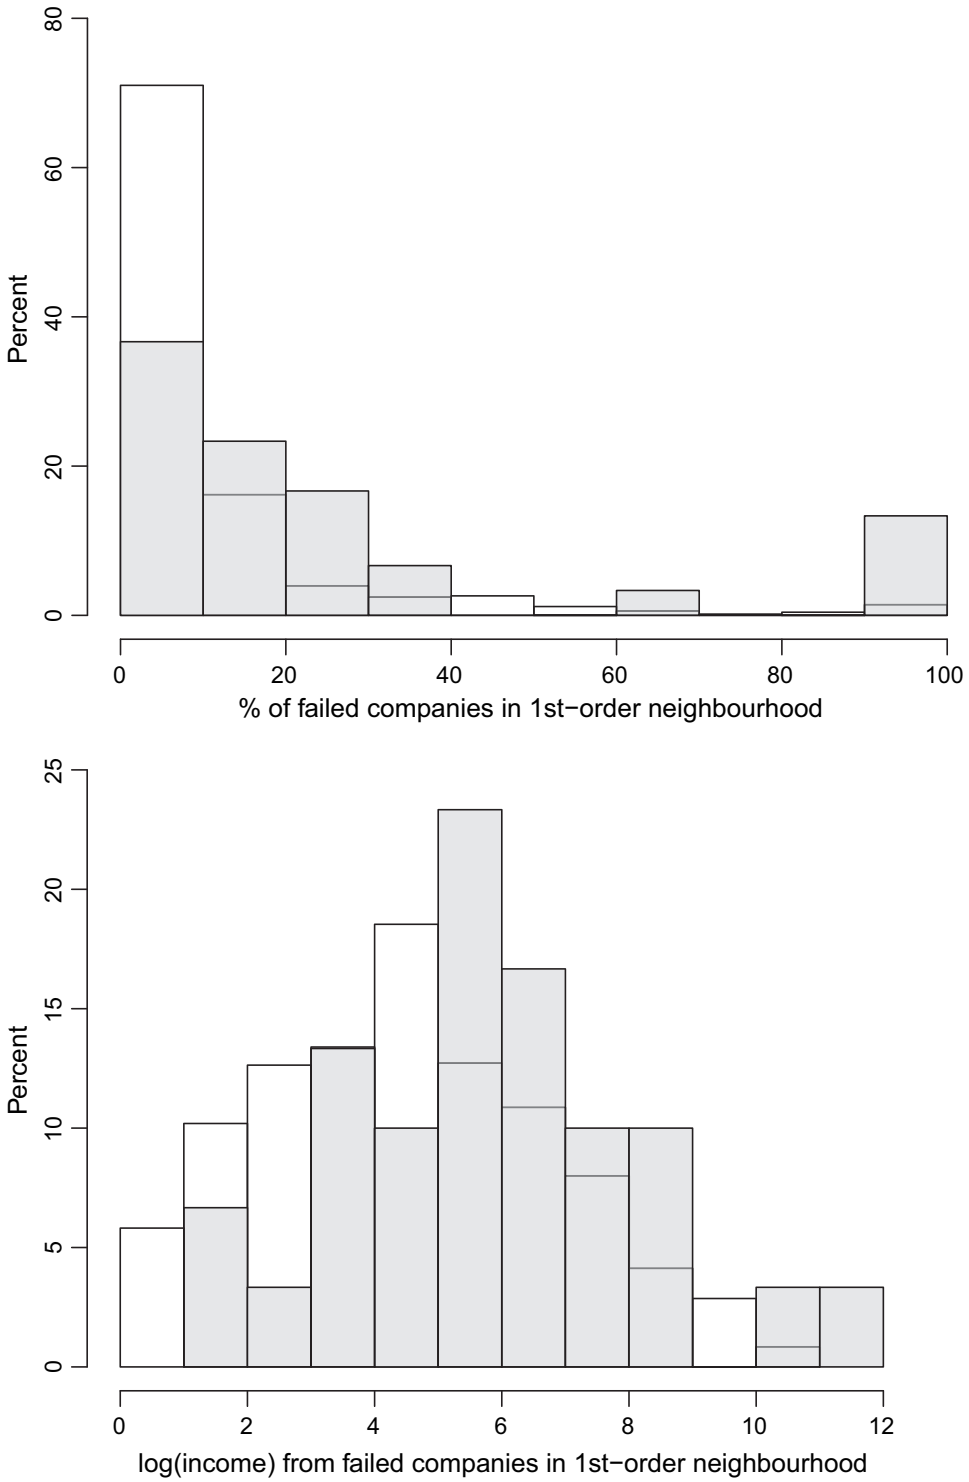 80
60
40
20
0
Percent
0 20 40 60 80 100
% of failed companies in 1st−order neighbourhood
25
20
15
10
5
0
Percent
0 2 4 6 8 10 12
log(income) from failed companies in 1st−order neighbourhood